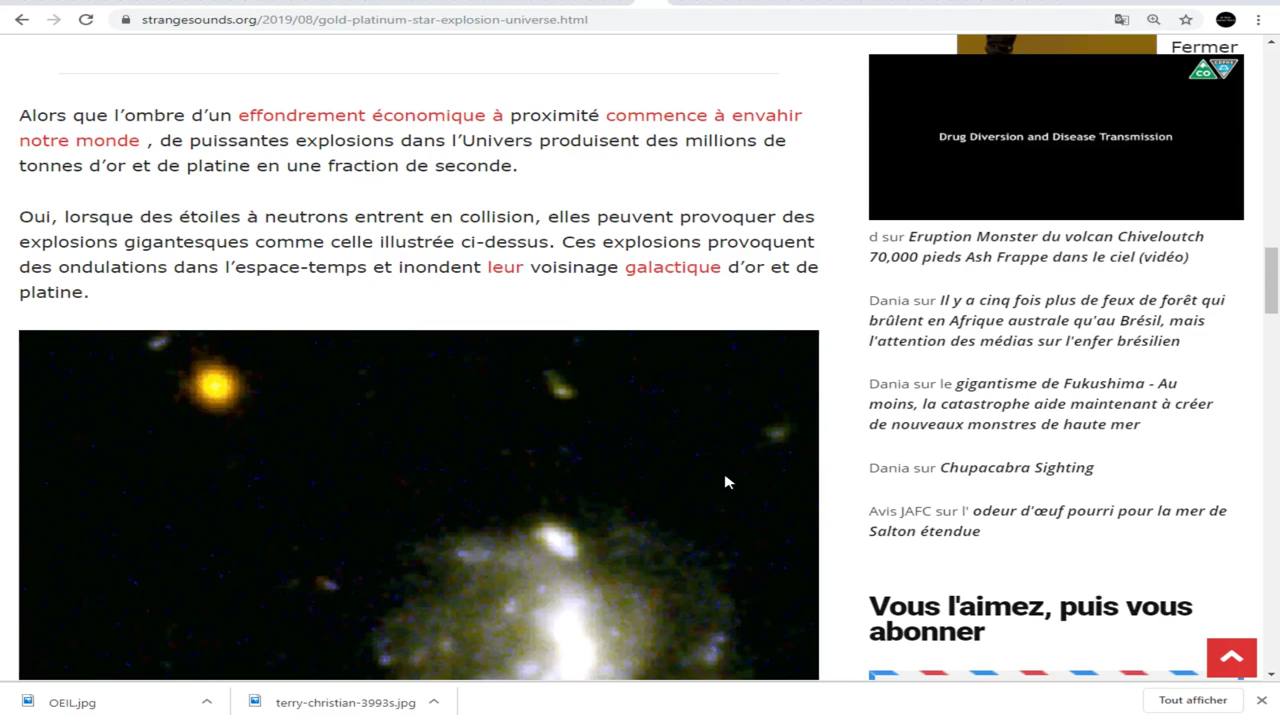 strangesounds.org/2019/08/gold-platinum-star-explosion-universe.html
Fermer
Alors que l’ombre d’un effondrement économique à proximité commence à envahir
notre monde , de puissantes explosions dans l’Univers produisent des millions de
tonnes d’or et de platine en une fraction de seconde.
Oui, lorsque des étoiles à neutrons entrent en collision, elles peuvent provoquer des
explosions gigantesques comme celle illustrée ci-dessus. Ces explosions provoquent
des ondulations dans l’espace-temps et inondent leur voisinage galactique d’or et de
platine.
CO
Drug Diversion and Disease Transmission
d sur Eruption Monster du volcan Chiveloutch
70,000 pieds Ash Frappe dans le ciel (vidéo)
Dania sur Il y a cinq fois plus de feux de forêt qui
brûlent en Afrique australe qu'au Brésil, mais
l'attention des médias sur l'enfer brésilien
Dania sur le gigantisme de Fukushima - Au
moins, la catastrophe aide maintenant à créer
de nouveaux monstres de haute mer
Dania sur Chupacabra Sighting
Avis JAFC sur l' odeur d'œuf pourri pour la mer de
Salton étendue
Vous l'aimez, puis vous
abonner
OEIL.jpg
terry-christian-3993s.jpg
Tout afficher